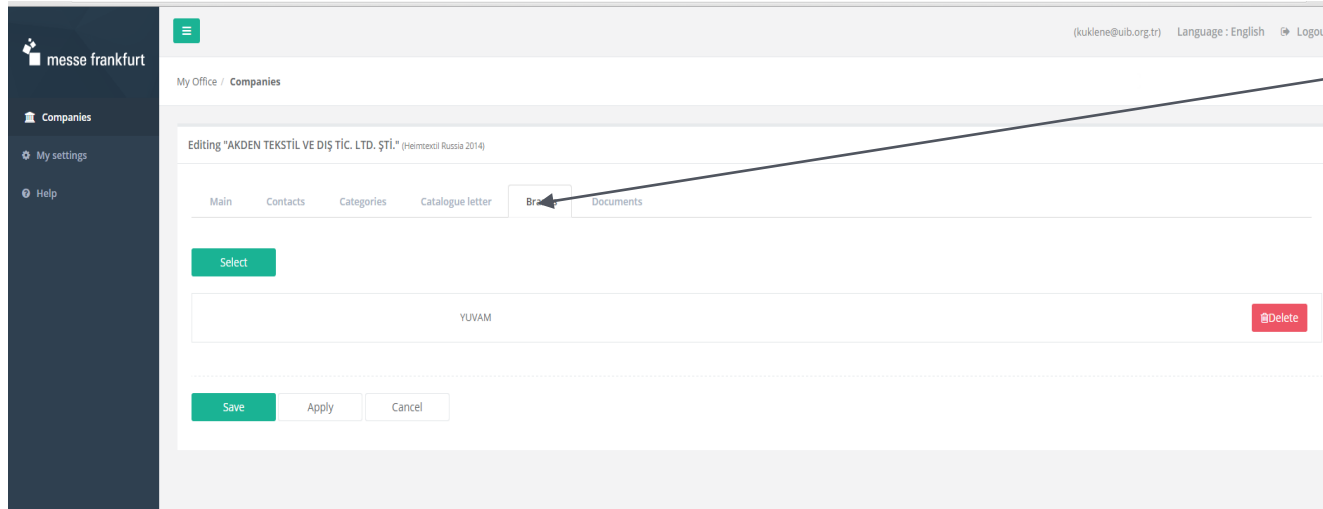 (kuklene@uib.org.tr) Language : English Logou
messe frankfurt
My Office / Companies
Companies
Editing "AKDEN TEKSTİL VE DIŞ TİC. LTD. ŞTİ." (Heimtextil Russia 2014)
My settings
Help
Main Contacts Categories Catalogue letter Documents
Select
YUVAM Delete
Save Apply Cancel